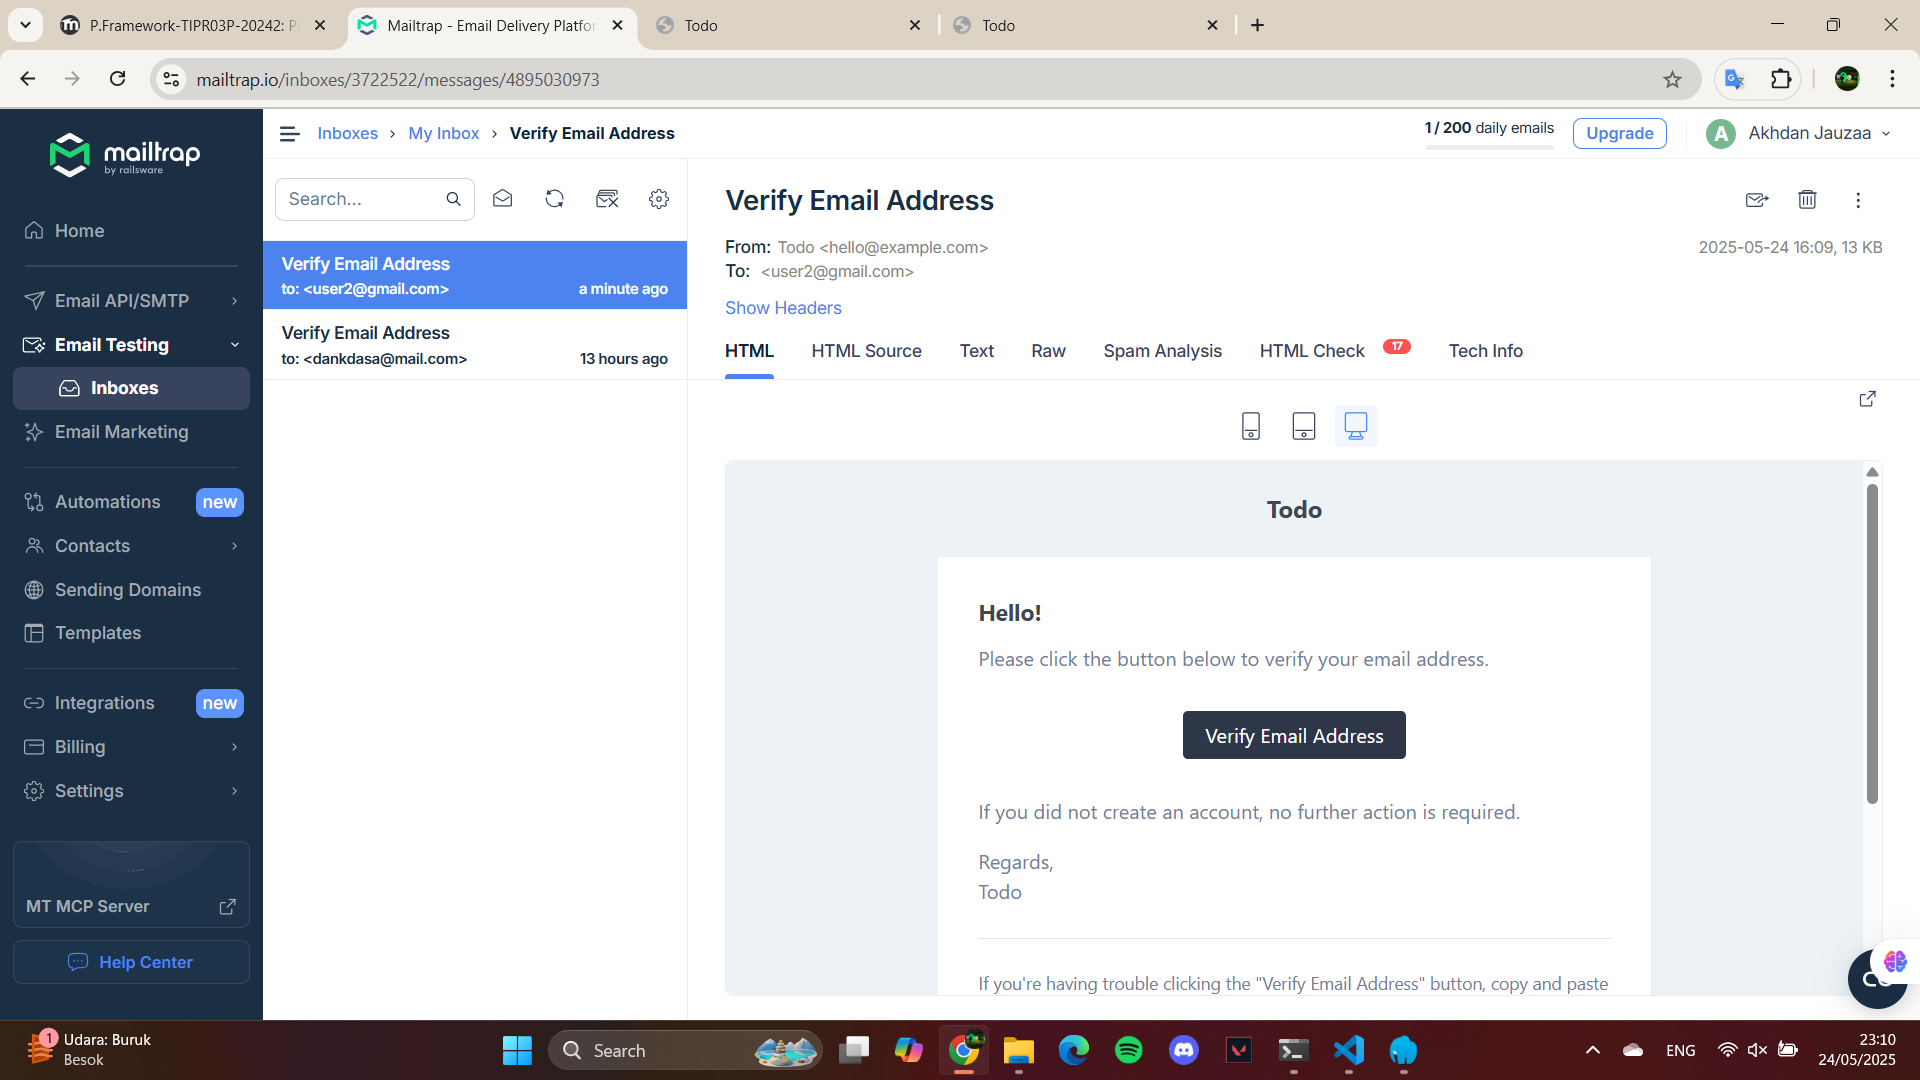 P.Framework-TIPR03P-20242: P
Mailtrap - Email Delivery Platfo
Todo
Todo
mailtrap.io/inboxes/3722522/messages/4895030973
mailtrap
by railsware
Home
Email API/SMTP
Email Testing
Inboxes
Email Marketing
Automations
new
Contacts
Sending Domains
Templates
Integrations
new
Billing
Settings
MT MCP Server
Help Center
Inboxes › My Inbox › Verify Email Address
1 / 200 daily emails
Upgrade
A
Akhdan Jauzaa
Search...
Verify Email Address
to: <user2@gmail.com>
a minute ago
Verify Email Address
to: <dankdasa@mail.com>
13 hours ago
Verify Email Address
From: Todo <hello@example.com>
2025-05-24 16:09, 13 KB
To: <user2@gmail.com>
Show Headers
HTML
HTML Source
Text
Raw
Spam Analysis
HTML Check
17
Tech Info
Todo
Hello!
Please click the button below to verify your email address.
Verify Email Address
If you did not create an account, no further action is required.
Regards,
Todo
If you're having trouble clicking the "Verify Email Address" button, copy and paste
1
Udara: Buruk
Besok
Search
ENG
23:10
24/05/2025